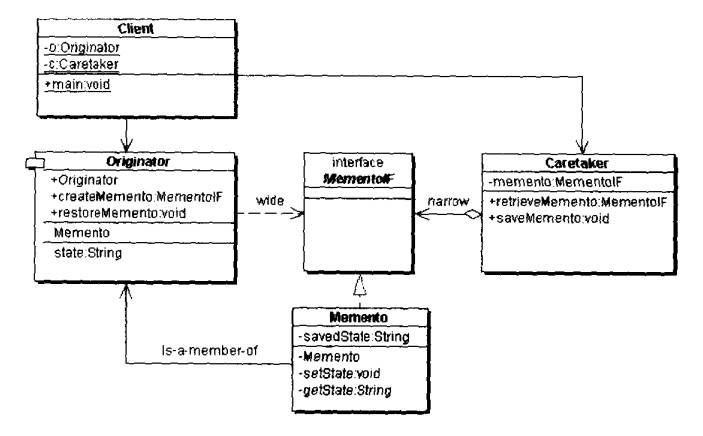 Client
-o:Originator
-c:Caretaker
+main:void
Originator
+Originator
+createMemento:MementoIF
+restoreMemento:void
Memento
state:String
wide
interface
MementoIF
narrow
Caretaker
-memento:MementoIF
+retrieveMemento:MementoIF
+saveMemento:void
Is-a-member-of
Memento
-savedState:String
-Memento
-setState:void
-getState:String